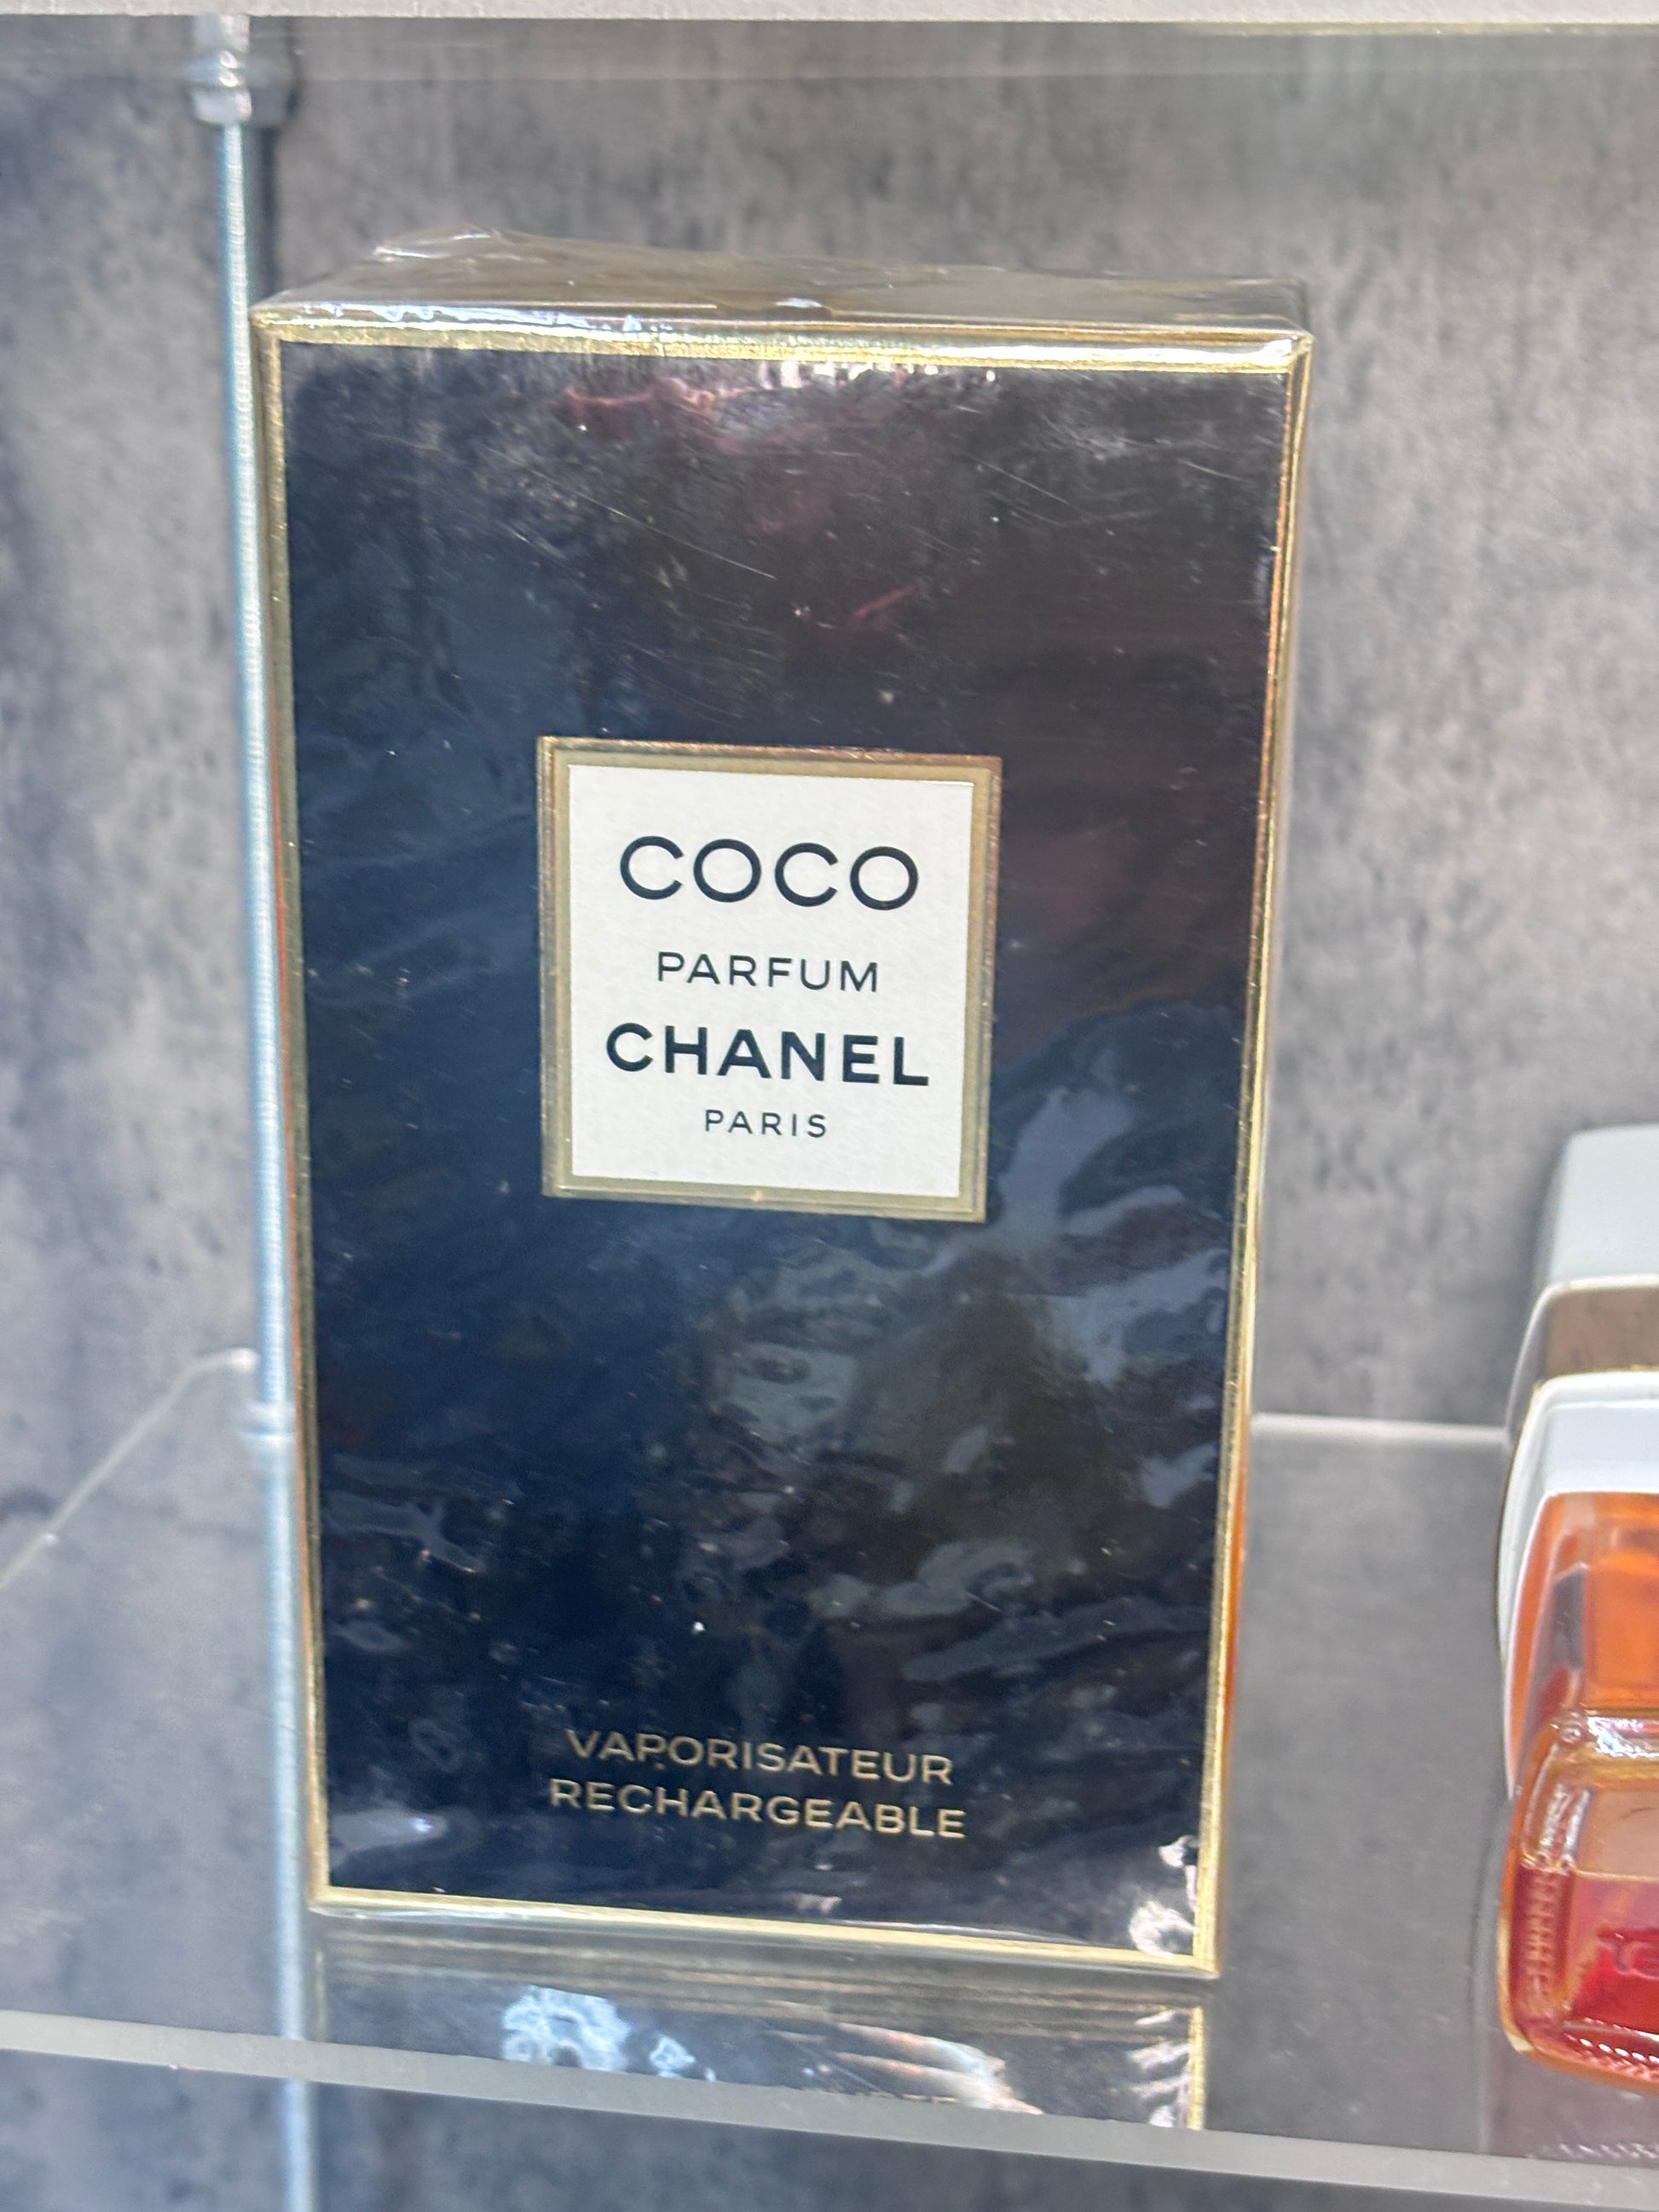 COCO
PARFUM
CHANEL
PARIS
VAPORISATEUR
RECHARGEABLE